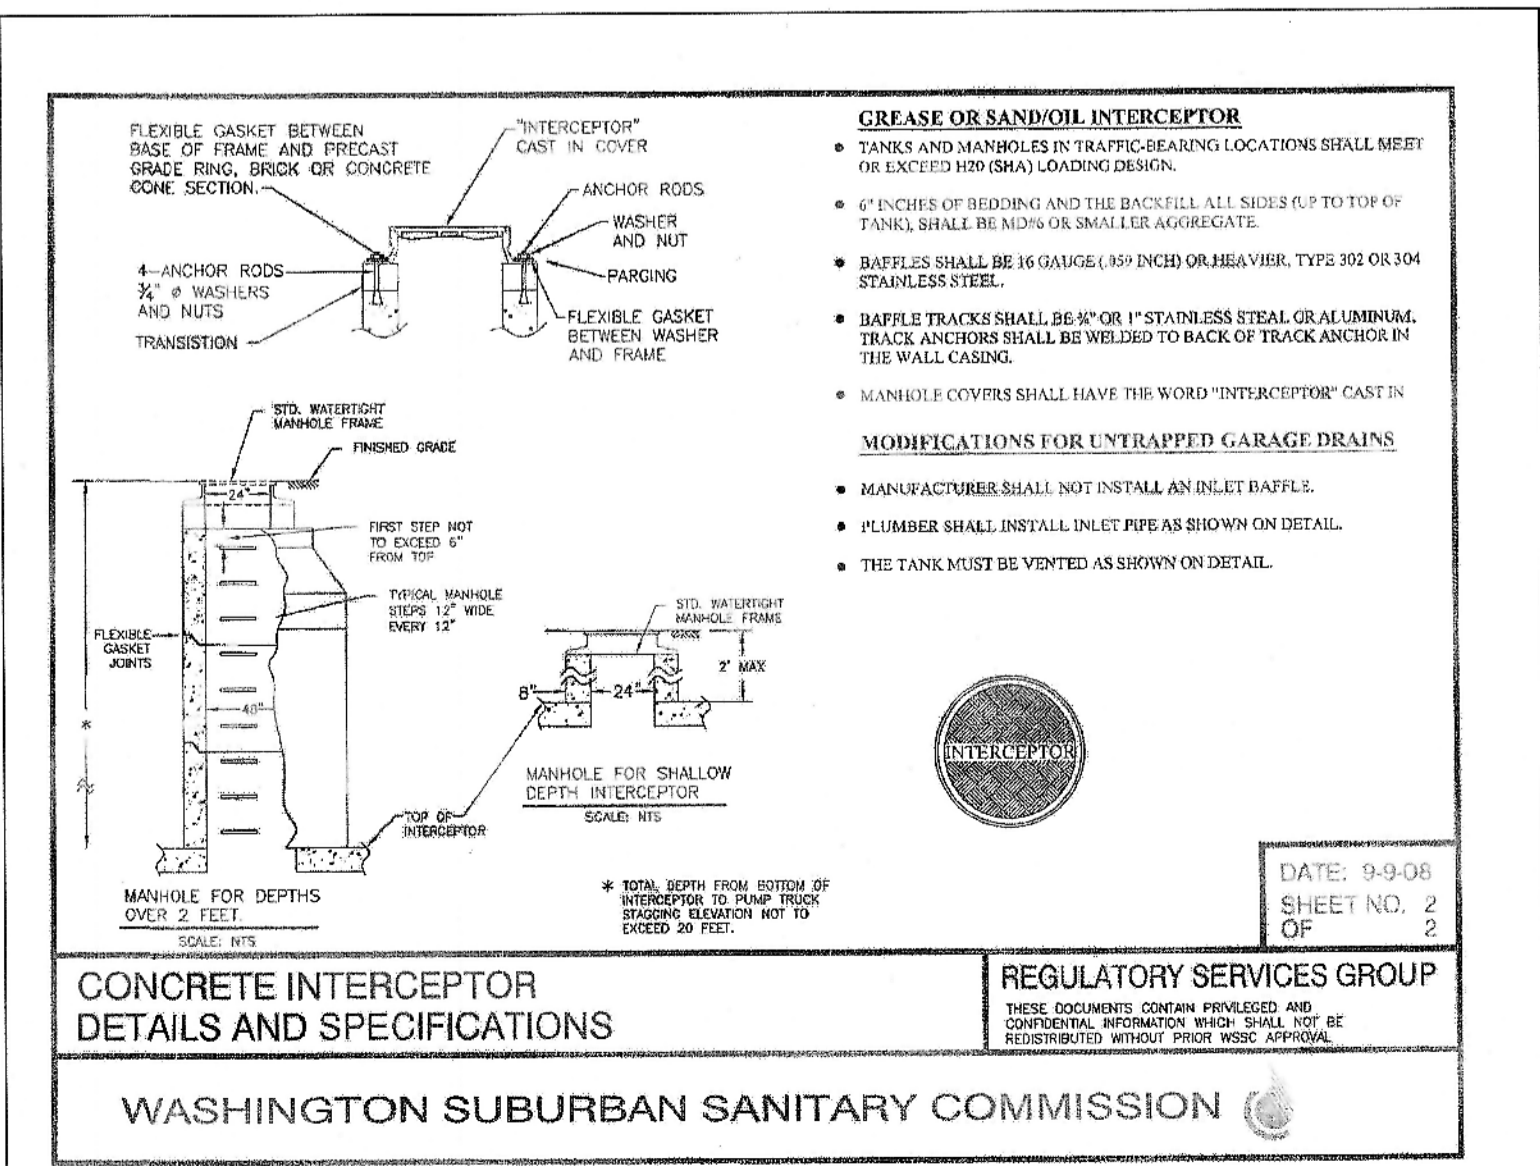 FLEXIBLE GASKET BETWEEN
BASE OF FRAME AND PRECAST
GRADE RING, BRICK OR CONCRETE
CONE SECTION.
"INTERCEPTOR"
CAST IN COVER
ANCHOR RODS
WASHER
AND NUT
PARGING
4-ANCHOR RODS
¾" Ø WASHERS
AND NUTS
TRANSISTION
FLEXIBLE GASKET
BETWEEN WASHER
AND FRAME
GREASE OR SAND/OIL INTERCEPTOR
• TANKS AND MANHOLES IN TRAFFIC-BEARING LOCATIONS SHALL MEET
OR EXCEED H20 (SHA) LOADING DESIGN.
• 6" INCHES OF BEDDING AND THE BACKFILL ALL SIDES (UP TO TOP OF
TANK), SHALL BE MD#6 OR SMALLER AGGREGATE.
• BAFFLES SHALL BE 16 GAUGE (.059 INCH) OR HEAVIER, TYPE 302 OR 304
STAINLESS STEEL.
• BAFFLE TRACKS SHALL BE ¾" OR 1" STAINLESS STEAL OR ALUMINUM.
TRACK ANCHORS SHALL BE WELDED TO BACK OF TRACK ANCHOR IN
THE WALL CASING.
• MANHOLE COVERS SHALL HAVE THE WORD "INTERCEPTOR" CAST IN
MODIFICATIONS FOR UNTRAPPED GARAGE DRAINS
• MANUFACTURER SHALL NOT INSTALL AN INLET BAFFLE.
• PLUMBER SHALL INSTALL INLET PIPE AS SHOWN ON DETAIL.
• THE TANK MUST BE VENTED AS SHOWN ON DETAIL.
STD. WATERTIGHT
MANHOLE FRAME
FINISHED GRADE
24"
FIRST STEP NOT
TO EXCEED 6"
FROM TOP
TYPICAL MANHOLE
STEPS 12" WIDE
EVERY 12"
FLEXIBLE
GASKET
JOINTS
48"
*
TOP OF
INTERCEPTOR
MANHOLE FOR DEPTHS
OVER 2 FEET.
SCALE: NTS
STD. WATERTIGHT
MANHOLE FRAME
2' MAX
8"
24"
MANHOLE FOR SHALLOW
DEPTH INTERCEPTOR
SCALE: NTS
INTERCEPTOR
* TOTAL DEPTH FROM BOTTOM OF
INTERCEPTOR TO PUMP TRUCK
STAGGING ELEVATION NOT TO
EXCEED 20 FEET.
DATE: 9-9-08
SHEET NO. 2
OF 2
CONCRETE INTERCEPTOR
DETAILS AND SPECIFICATIONS
REGULATORY SERVICES GROUP
THESE DOCUMENTS CONTAIN PRIVILEGED AND
CONFIDENTIAL INFORMATION WHICH SHALL NOT BE
REDISTRIBUTED WITHOUT PRIOR WSSC APPROVAL
WASHINGTON SUBURBAN SANITARY COMMISSION